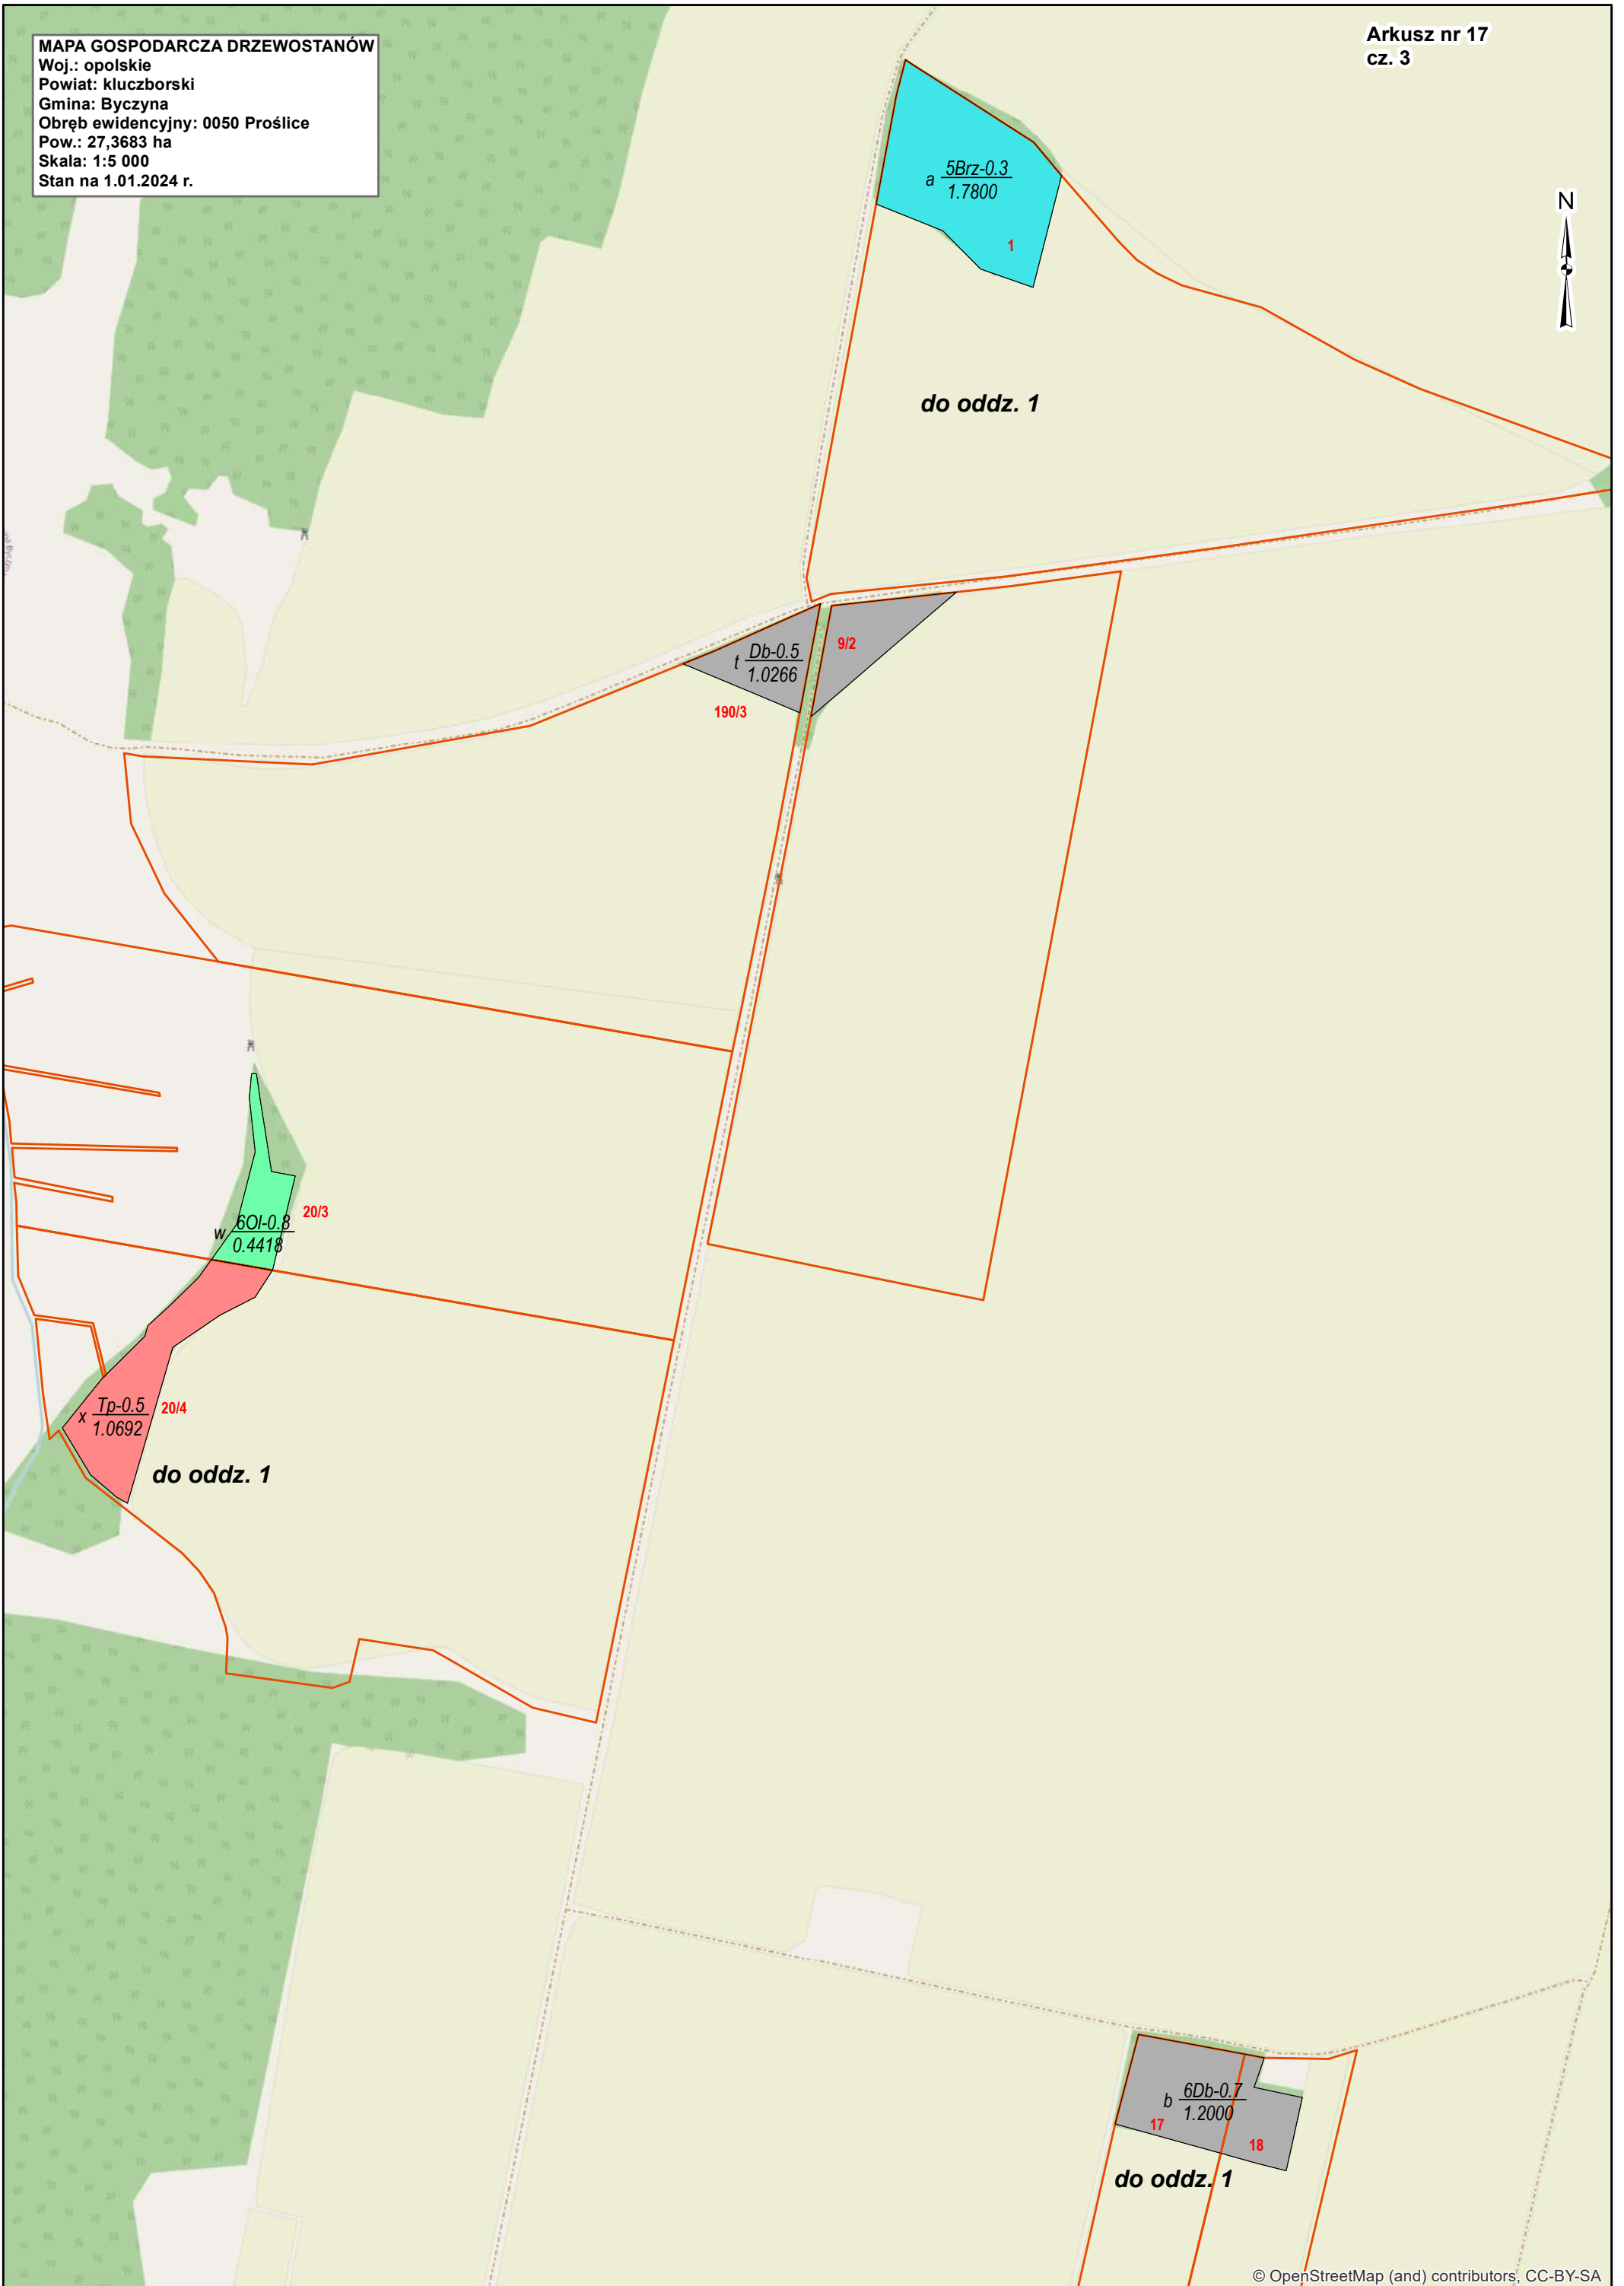 MAPA GOSPODARCZA DRZEWOSTANÓW
Woj.: opolskie
Powiat: kluczborski
Gmina: Byczyna
Obręb ewidencyjny: 0050 Proślice
Pow.: 27,3683 ha
Skala: 1:5 000
Stan na 1.01.2024 r.
Arkusz nr 17
cz. 3
N
a 5Brz-0.3
1.7800
1
do oddz. 1
t Db-0.5
1.0266
9/2
190/3
w 6Ol-0.8
0.4418
20/3
x Tp-0.5
1.0692
20/4
do oddz. 1
b 6Db-0.7
1.2000
17
18
do oddz. 1
© OpenStreetMap (and) contributors, CC-BY-SA